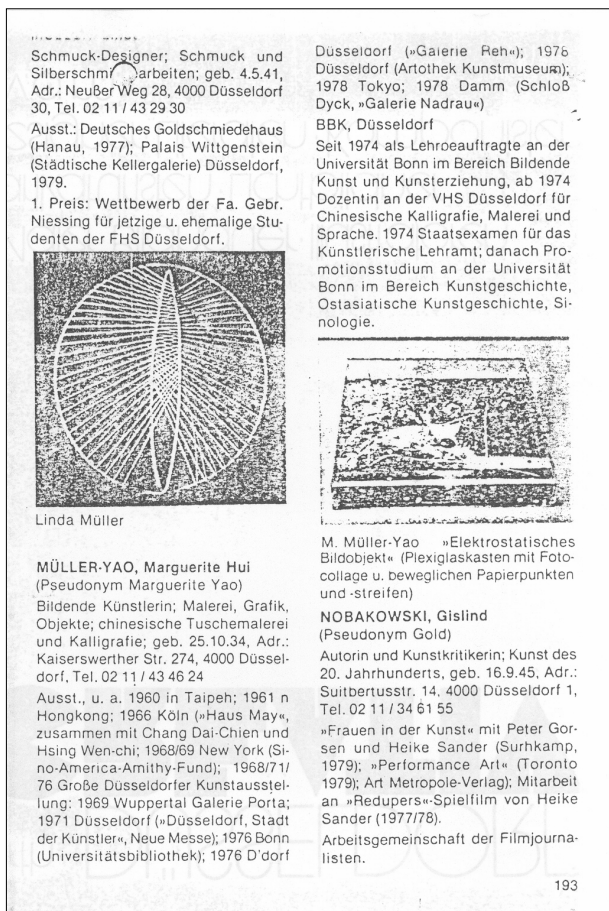 Schmuck-Designer; Schmuck und
Silberschmi arbeiten; geb. 4.5.41,
Adr.: Neußer Weg 28, 4000 Düsseldorf
30, Tel. 02 11 / 43 29 30
Ausst.: Deutsches Goldschmiedehaus
(Hanau, 1977); Palais Wittgenstein
(Städtische Kellergalerie) Düsseldorf,
1979.
1. Preis: Wettbewerb der Fa. Gebr.
Niessing für jetzige u. ehemalige Stu-
denten der FHS Düsseldorf.
Linda Müller
MÜLLER-YAO, Marguerite Hui
(Pseudonym Marguerite Yao)
Bildende Künstlerin; Malerei, Grafik,
Objekte; chinesische Tuschemalerei
und Kalligrafie; geb. 25.10.34, Adr.:
Kaiserswerther Str. 274, 4000 Düssel-
dorf, Tel. 02 11 / 43 46 24
Ausst., u. a. 1960 in Taipeh; 1961 n
Hongkong; 1966 Köln (»Haus May«,
zusammen mit Chang Dai-Chien und
Hsing Wen-chi; 1968/69 New York (Si-
no-America-Amithy-Fund); 1968/71/
76 Große Düsseldorfer Kunstausstel-
lung: 1969 Wuppertal Galerie Porta;
1971 Düsseldorf (»Düsseldorf, Stadt
der Künstler«, Neue Messe); 1976 Bonn
(Universitätsbibliothek); 1976 D'dorf
Düsseldorf (»Galerie Reh«); 1978
Düsseldorf (Artothek Kunstmuseum);
1978 Tokyo; 1978 Damm (Schloß
Dyck, »Galerie Nadrau«)
BBK, Düsseldorf
Seit 1974 als Lehroeauftragte an der
Universität Bonn im Bereich Bildende
Kunst und Kunsterziehung, ab 1974
Dozentin an der VHS Düsseldorf für
Chinesische Kalligrafie, Malerei und
Sprache. 1974 Staatsexamen für das
Künstlerische Lehramt; danach Pro-
motionsstudium an der Universität
Bonn im Bereich Kunstgeschichte,
Ostasiatische Kunstgeschichte, Si-
nologie.
M. Müller-Yao »Elektrostatisches
Bildobjekt« (Plexiglaskasten mit Foto-
collage u. beweglichen Papierpunkten
und -streifen)
NOBAKOWSKI, Gislind
(Pseudonym Gold)
Autorin und Kunstkritikerin; Kunst des
20. Jahrhunderts, geb. 16.9.45, Adr.:
Suitbertusstr. 14, 4000 Düsseldorf 1,
Tel. 02 11 / 34 61 55
»Frauen in der Kunst« mit Peter Gor-
sen und Heike Sander (Surhkamp,
1979); »Performance Art« (Toronto
1979); Art Metropole-Verlag); Mitarbeit
an »Redupers«-Spielfilm von Heike
Sander (1977/78).
Arbeitsgemeinschaft der Filmjourna-
listen.
193